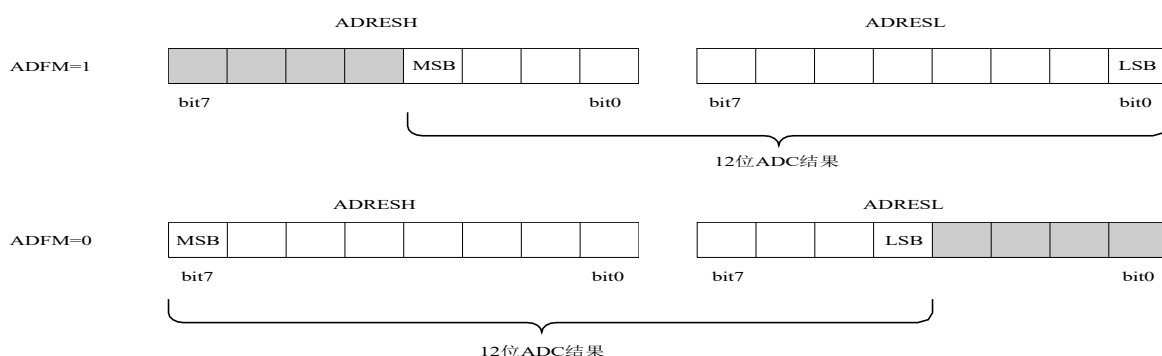 ADRESH ADRESL
ADFM=1 MSB LSB
bit7 bit0 bit7 bit0
12位ADC结果
ADRESH ADRESL
ADFM=0 MSB LSB
bit7 bit0 bit7 bit0
12位ADC结果